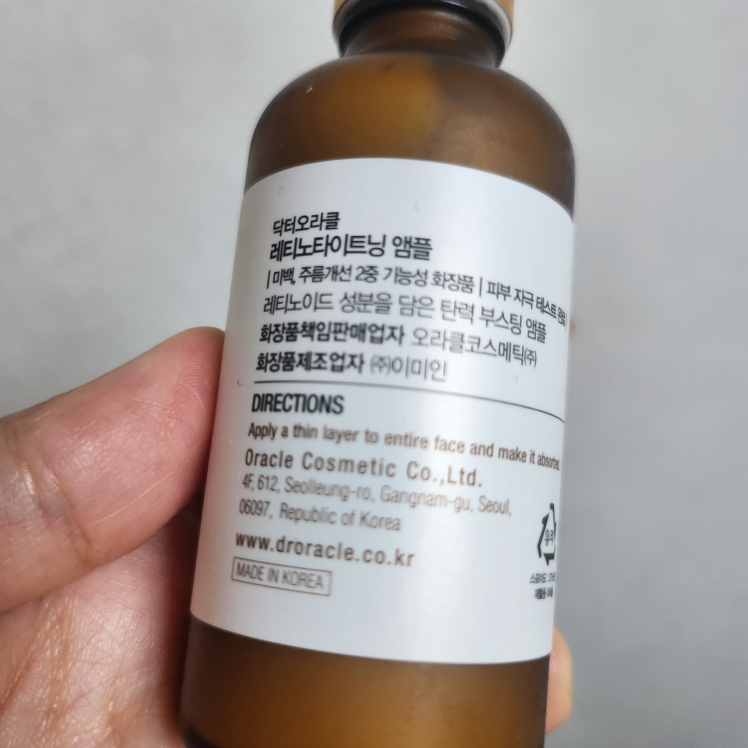 닥터오라클
레티노타이트닝 앰플
| 미백, 주름개선 2중 기능성 화장품 | 피부 자극 테스트 완료
레티노이드 성분을 담은 탄력 부스팅 앰플
화장품책임판매업자 오라클코스메틱㈜
화장품제조업자 ㈜이미인
DIRECTIONS
Apply a thin layer to entire face and make it absorbed.
Oracle Cosmetic Co.,Ltd.
4F, 612, Seolleung-ro, Gangnam-gu, Seoul,
06097, Republic of Korea
www.droracle.co.kr
MADE IN KOREA
유리